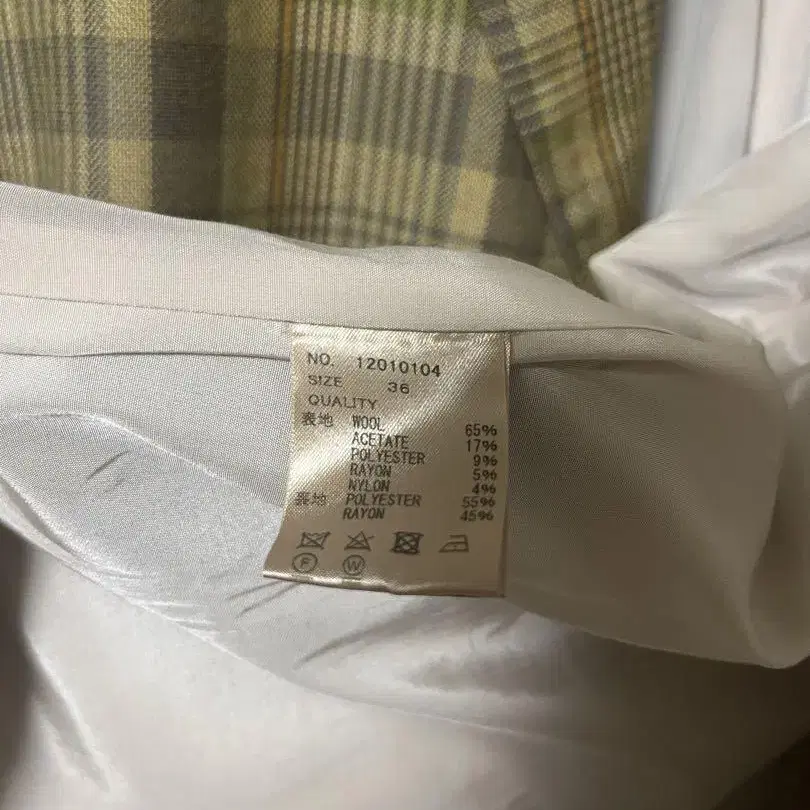 NO. 12010104
SIZE 36
QUALITY
表地 WOOL 65%
ACETATE 17%
POLYESTER 9%
RAYON 5%
NYLON 4%
裏地 POLYESTER 55%
RAYON 45%
F W